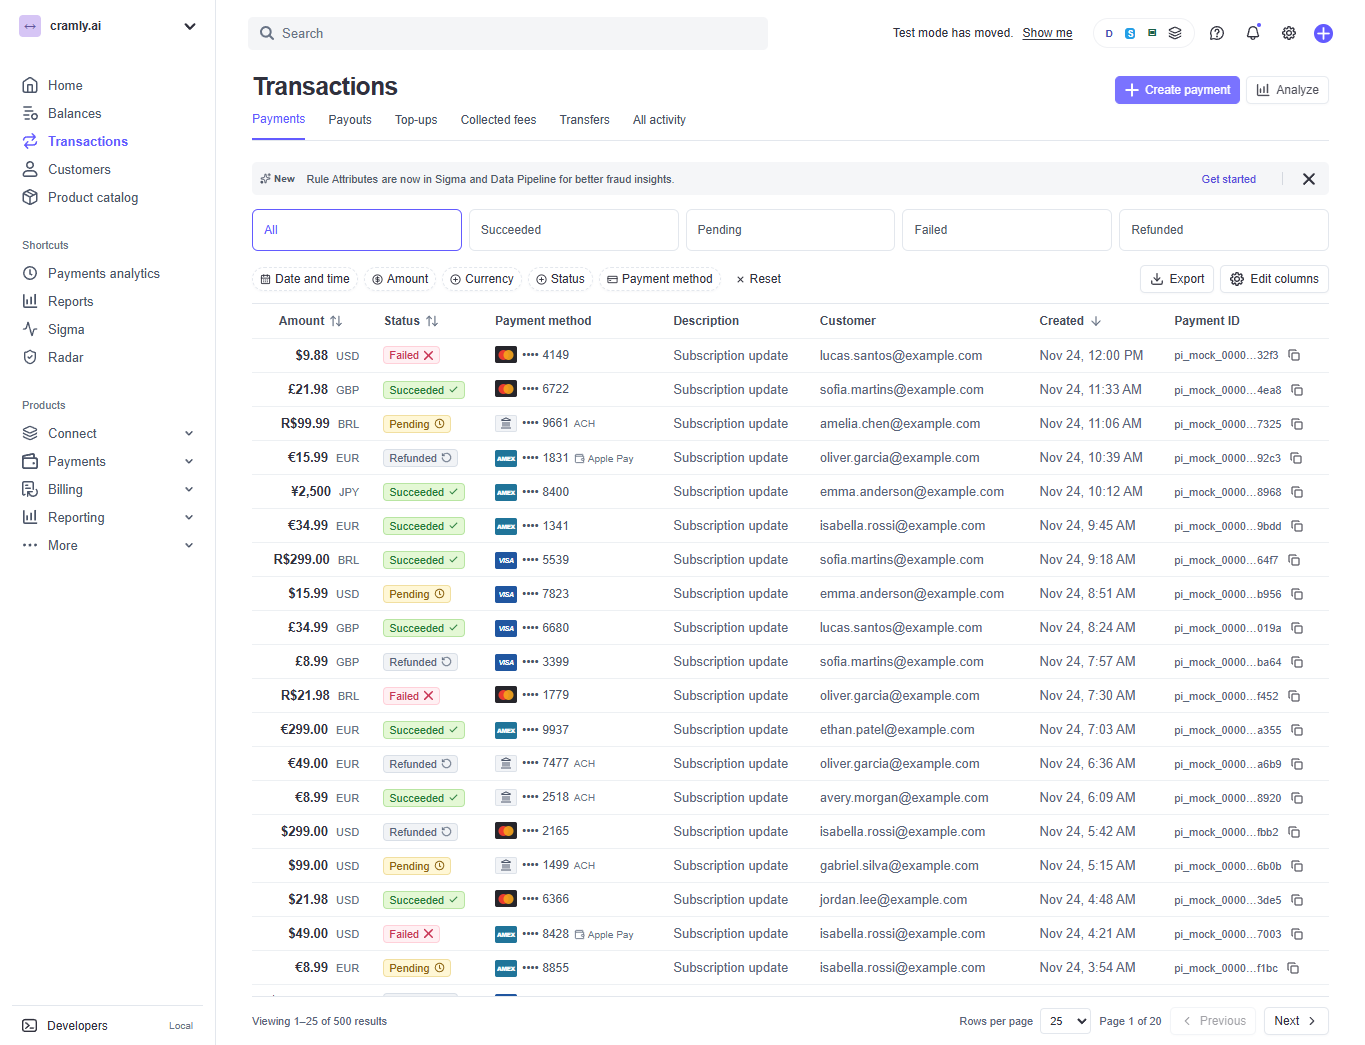 cramly.ai
Search
Test mode has moved. Show me
D
S
Home
Balances
Transactions
Customers
Product catalog
Shortcuts
Payments analytics
Reports
Sigma
Radar
Products
Connect
Payments
Billing
Reporting
More
Developers Local
Transactions
Create payment
Analyze
Payments Payouts Top-ups Collected fees Transfers All activity
New Rule Attributes are now in Sigma and Data Pipeline for better fraud insights. Get started
All Succeeded Pending Failed Refunded
Date and time Amount Currency Status Payment method Reset Export Edit columns
Amount Status Payment method Description Customer Created Payment ID
$9.88 USD Failed •••• 4149 Subscription update lucas.santos@example.com Nov 24, 12:00 PM pi_mock_0000…32f3
£21.98 GBP Succeeded •••• 6722 Subscription update sofia.martins@example.com Nov 24, 11:33 AM pi_mock_0000…4ea8
R$99.99 BRL Pending •••• 9661 ACH Subscription update amelia.chen@example.com Nov 24, 11:06 AM pi_mock_0000…7325
€15.99 EUR Refunded AMEX •••• 1831 Apple Pay Subscription update oliver.garcia@example.com Nov 24, 10:39 AM pi_mock_0000…92c3
¥2,500 JPY Succeeded AMEX •••• 8400 Subscription update emma.anderson@example.com Nov 24, 10:12 AM pi_mock_0000…8968
€34.99 EUR Succeeded AMEX •••• 1341 Subscription update isabella.rossi@example.com Nov 24, 9:45 AM pi_mock_0000…9bdd
R$299.00 BRL Succeeded VISA •••• 5539 Subscription update sofia.martins@example.com Nov 24, 9:18 AM pi_mock_0000…64f7
$15.99 USD Pending VISA •••• 7823 Subscription update emma.anderson@example.com Nov 24, 8:51 AM pi_mock_0000…b956
£34.99 GBP Succeeded VISA •••• 6680 Subscription update lucas.santos@example.com Nov 24, 8:24 AM pi_mock_0000…019a
£8.99 GBP Refunded VISA •••• 3399 Subscription update sofia.martins@example.com Nov 24, 7:57 AM pi_mock_0000…ba64
R$21.98 BRL Failed •••• 1779 Subscription update oliver.garcia@example.com Nov 24, 7:30 AM pi_mock_0000…f452
€299.00 EUR Succeeded AMEX •••• 9937 Subscription update ethan.patel@example.com Nov 24, 7:03 AM pi_mock_0000…a355
€49.00 EUR Refunded •••• 7477 ACH Subscription update oliver.garcia@example.com Nov 24, 6:36 AM pi_mock_0000…a6b9
€8.99 EUR Succeeded •••• 2518 ACH Subscription update avery.morgan@example.com Nov 24, 6:09 AM pi_mock_0000…8920
$299.00 USD Refunded •••• 2165 Subscription update isabella.rossi@example.com Nov 24, 5:42 AM pi_mock_0000…fbb2
$99.00 USD Pending •••• 1499 ACH Subscription update gabriel.silva@example.com Nov 24, 5:15 AM pi_mock_0000…6b0b
$21.98 USD Succeeded •••• 6366 Subscription update jordan.lee@example.com Nov 24, 4:48 AM pi_mock_0000…3de5
$49.00 USD Failed AMEX •••• 8428 Apple Pay Subscription update isabella.rossi@example.com Nov 24, 4:21 AM pi_mock_0000…7003
€8.99 EUR Pending AMEX •••• 8855 Subscription update isabella.rossi@example.com Nov 24, 3:54 AM pi_mock_0000…f1bc
Viewing 1–25 of 500 results Rows per page 25 Page 1 of 20 Previous Next